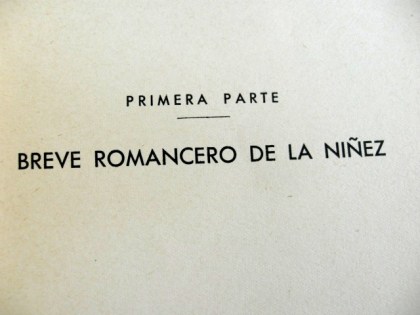 PRIMERA PARTE
BREVE ROMANCERO DE LA NIÑEZ